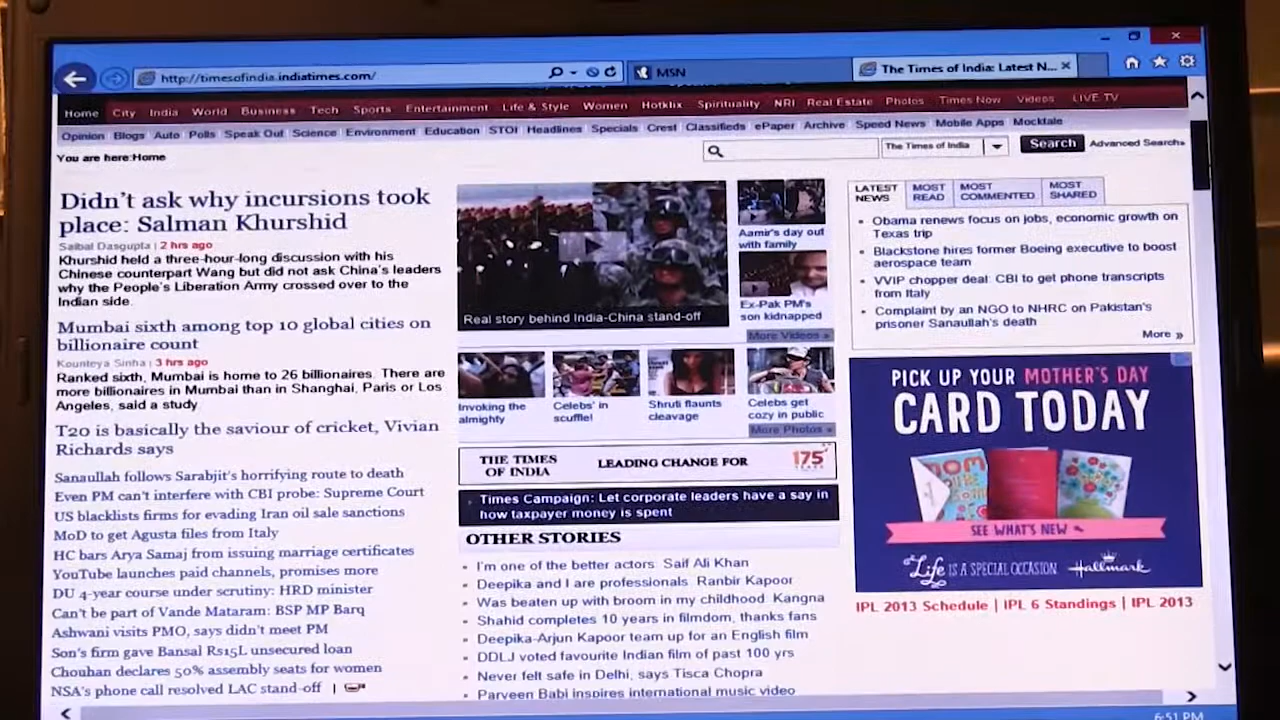 http://timesofindia.indiatimes.com/
MSN
The Times of India: Latest N...
Home City India World Business Tech Sports Entertainment Life & Style Women Hotklix Spirituality NRI Real Estate Photos Times Now Videos LIVE TV
Opinion Blogs Auto Polls Speak Out Science Environment Education STOI Headlines Specials Crest Classifieds ePaper Archive Speed News Mobile Apps Mocktale
You are here: Home
The Times of India
Search
Advanced Search»
Didn't ask why incursions took
place: Salman Khurshid
Saibal Dasgupta | 2 hrs ago
Khurshid held a three-hour-long discussion with his
Chinese counterpart Wang but did not ask China's leaders
why the People's Liberation Army crossed over to the
Indian side.
Mumbai sixth among top 10 global cities on
billionaire count
Kounteya Sinha | 3 hrs ago
Ranked sixth, Mumbai is home to 26 billionaires. There are
more billionaires in Mumbai than in Shanghai, Paris or Los
Angeles, said a study
T20 is basically the saviour of cricket, Vivian
Richards says
Sanaullah follows Sarabjit's horrifying route to death
Even PM can't interfere with CBI probe: Supreme Court
US blacklists firms for evading Iran oil sale sanctions
MoD to get Agusta files from Italy
HC bars Arya Samaj from issuing marriage certificates
YouTube launches paid channels, promises more
DU 4-year course under scrutiny: HRD minister
Can't be part of Vande Mataram: BSP MP Barq
Ashwani visits PMO, says didn't meet PM
Son's firm gave Bansal Rs15L unsecured loan
Chouhan declares 50% assembly seats for women
NSA's phone call resolved LAC stand-off |
Real story behind India-China stand-off
Aamir's day out
with family
Ex-Pak PM's
son kidnapped
More Videos »
Invoking the
almighty
Celebs' in
scuffle!
Shruti flaunts
cleavage
Celebs get
cozy in public
More Photos »
THE TIMES
OF INDIA
LEADING CHANGE FOR
175
YEARS
Times Campaign: Let corporate leaders have a say in
how taxpayer money is spent
OTHER STORIES
I'm one of the better actors Saif Ali Khan
Deepika and I are professionals Ranbir Kapoor
Was beaten up with broom in my childhood Kangna
Shahid completes 10 years in filmdom, thanks fans
Deepika-Arjun Kapoor team up for an English film
DDLJ voted favourite Indian film of past 100 yrs
Never felt safe in Delhi, says Tisca Chopra
Parveen Babi inspires international music video
LATEST
NEWS
MOST
READ
MOST
COMMENTED
MOST
SHARED
Obama renews focus on jobs, economic growth on
Texas trip
Blackstone hires former Boeing executive to boost
aerospace team
VVIP chopper deal: CBI to get phone transcripts
from Italy
Complaint by an NGO to NHRC on Pakistan's
prisoner Sanaullah's death
More »
PICK UP YOUR MOTHER'S DAY
CARD TODAY
MOM
SEE WHAT'S NEW
Life IS A SPECIAL OCCASION
Hallmark
IPL 2013 Schedule | IPL 6 Standings | IPL 2013
6:51 PM